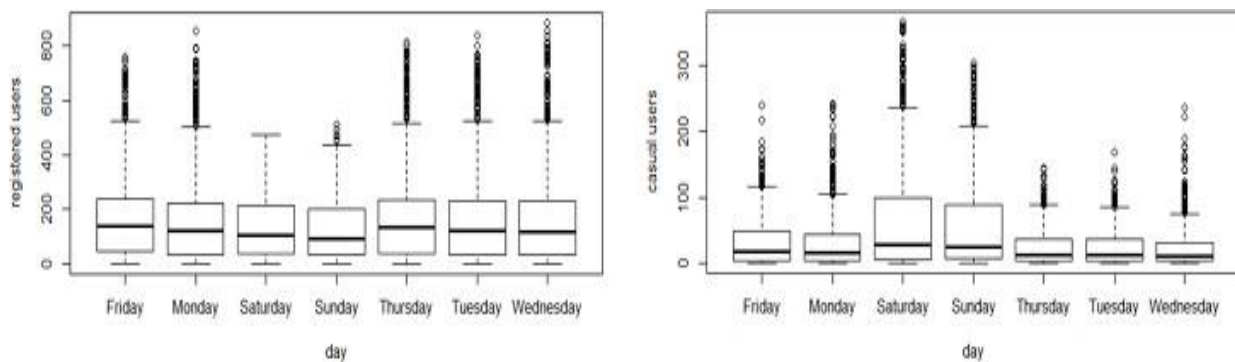 registered users
0 200 400 600 800
Friday Monday Saturday Sunday Thursday Tuesday Wednesday
day
casual users
0 100 200 300
Friday Monday Saturday Sunday Thursday Tuesday Wednesday
day